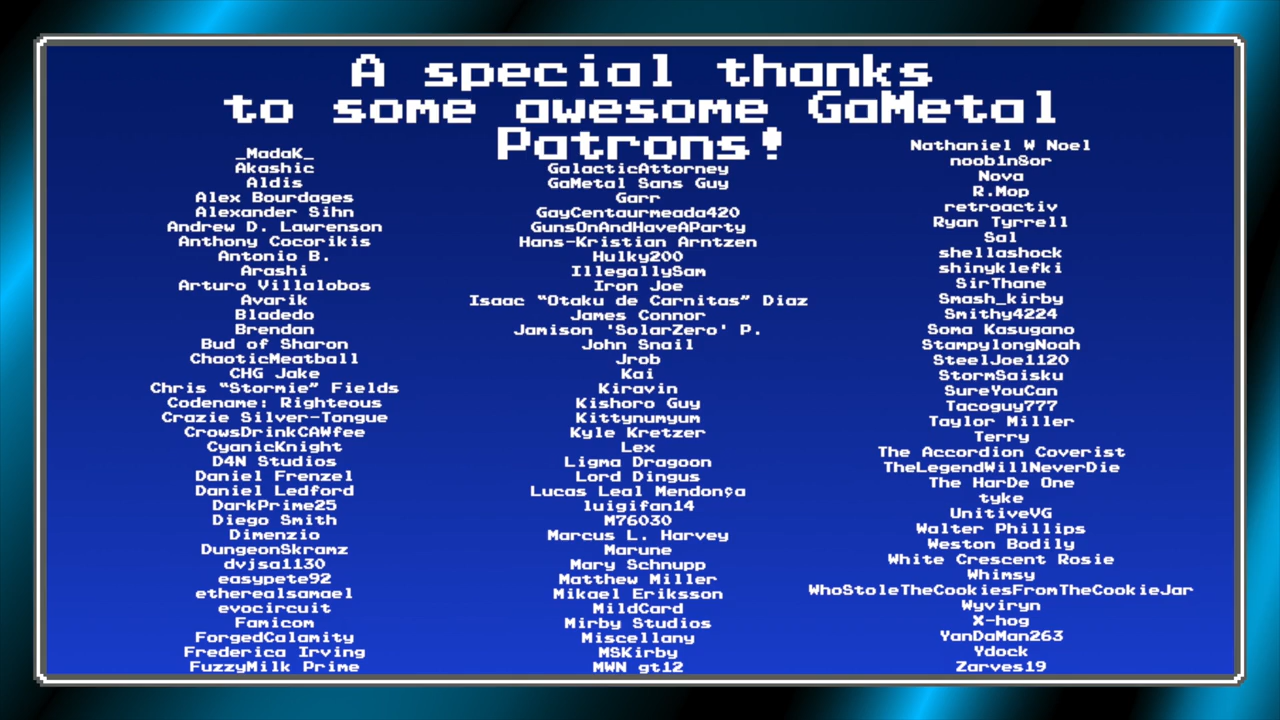 A special thanks
to some awesome GaMetal
Patrons!
_MadaK_
Akashic
Aldis
Alex Bourdages
Alexander Sihn
Andrew D. Lawrenson
Anthony Cocorikis
Antonio B.
Arashi
Arturo Villalobos
Avarik
Bladedo
Brendan
Bud of Sharon
ChaoticMeatball
CHG Jake
Chris “Stormie” Fields
Codename: Righteous
Crazie Silver-Tongue
CrowsDrinkCAWfee
CyanicKnight
D4N Studios
Daniel Frenzel
Daniel Ledford
DarkPrime25
Diego Smith
Dimenzio
DungeonSkramz
dvjsa1130
easypete92
etherealsamael
evocircuit
Famicom
ForgedCalamity
Frederica Irving
FuzzyMilk Prime
GalacticAttorney
GaMetal Sans Guy
Garr
GayCentaurmeada420
GunsOnAndHaveAParty
Hans-Kristian Arntzen
Hulky200
IllegallySam
Iron Joe
Isaac “Otaku de Carnitas” Diaz
James Connor
Jamison 'SolarZero' P.
John Snail
Jrob
Kai
Kiravin
Kishoro Guy
Kittynumyum
Kyle Kretzer
Lex
Ligma Dragoon
Lord Dingus
Lucas Leal Mendonça
luigifan14
M76030
Marcus L. Harvey
Marune
Mary Schnupp
Matthew Miller
Mikael Eriksson
MildCard
Mirby Studios
Miscellany
MSKirby
MWN gt12
Nathaniel W Noel
noob1n8or
Nova
R.Mop
retroactiv
Ryan Tyrrell
Sal
shellashock
shinyklefki
SirThane
Smash_kirby
Smithy4224
Soma Kasugano
StampylongNoah
SteelJoe1120
StormSaisku
SureYouCan
Tacoguy777
Taylor Miller
Terry
The Accordion Coverist
TheLegendWillNeverDie
The HarDe One
tyke
UnitiveVG
Walter Phillips
Weston Bodily
White Crescent Rosie
Whimsy
WhoStoleTheCookiesFromTheCookieJar
Wyviryn
X-hog
YanDaMan263
Ydock
Zarves19